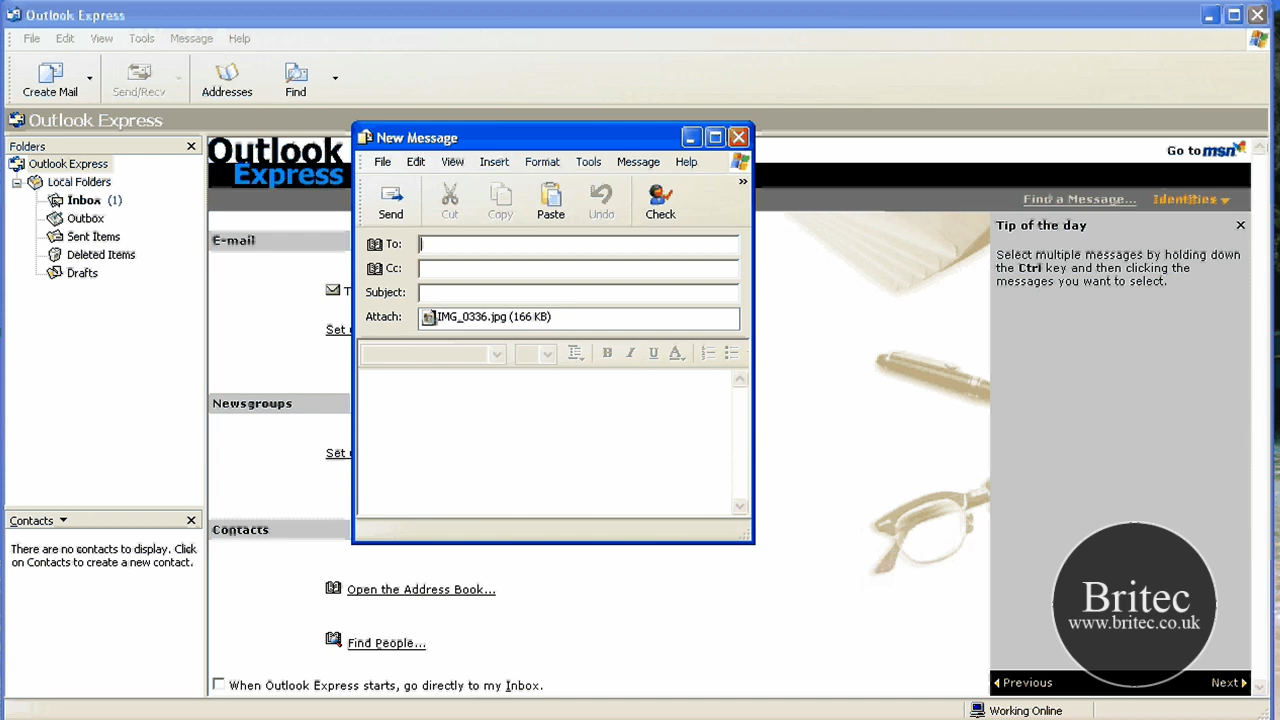 Outlook Express
File Edit View Tools Message Help
Create Mail Send/Recv Addresses Find
Outlook Express
Folders
Outlook Express
Local Folders
Inbox (1)
Outbox
Sent Items
Deleted Items
Drafts
Contacts
There are no contacts to display. Click
on Contacts to create a new contact.
Outlook
Express
Go to msn
Find a Message... Identities
E-mail
Set
Newsgroups
Set
Contacts
Open the Address Book...
Find People...
When Outlook Express starts, go directly to my Inbox.
New Message
File Edit View Insert Format Tools Message Help
Send Cut Copy Paste Undo Check
To:
Cc:
Subject:
Attach: IMG_0336.jpg (166 KB)
B I U A
Tip of the day
Select multiple messages by holding down
the Ctrl key and then clicking the
messages you want to select.
Britec
www.britec.co.uk
Previous Next
Working Online